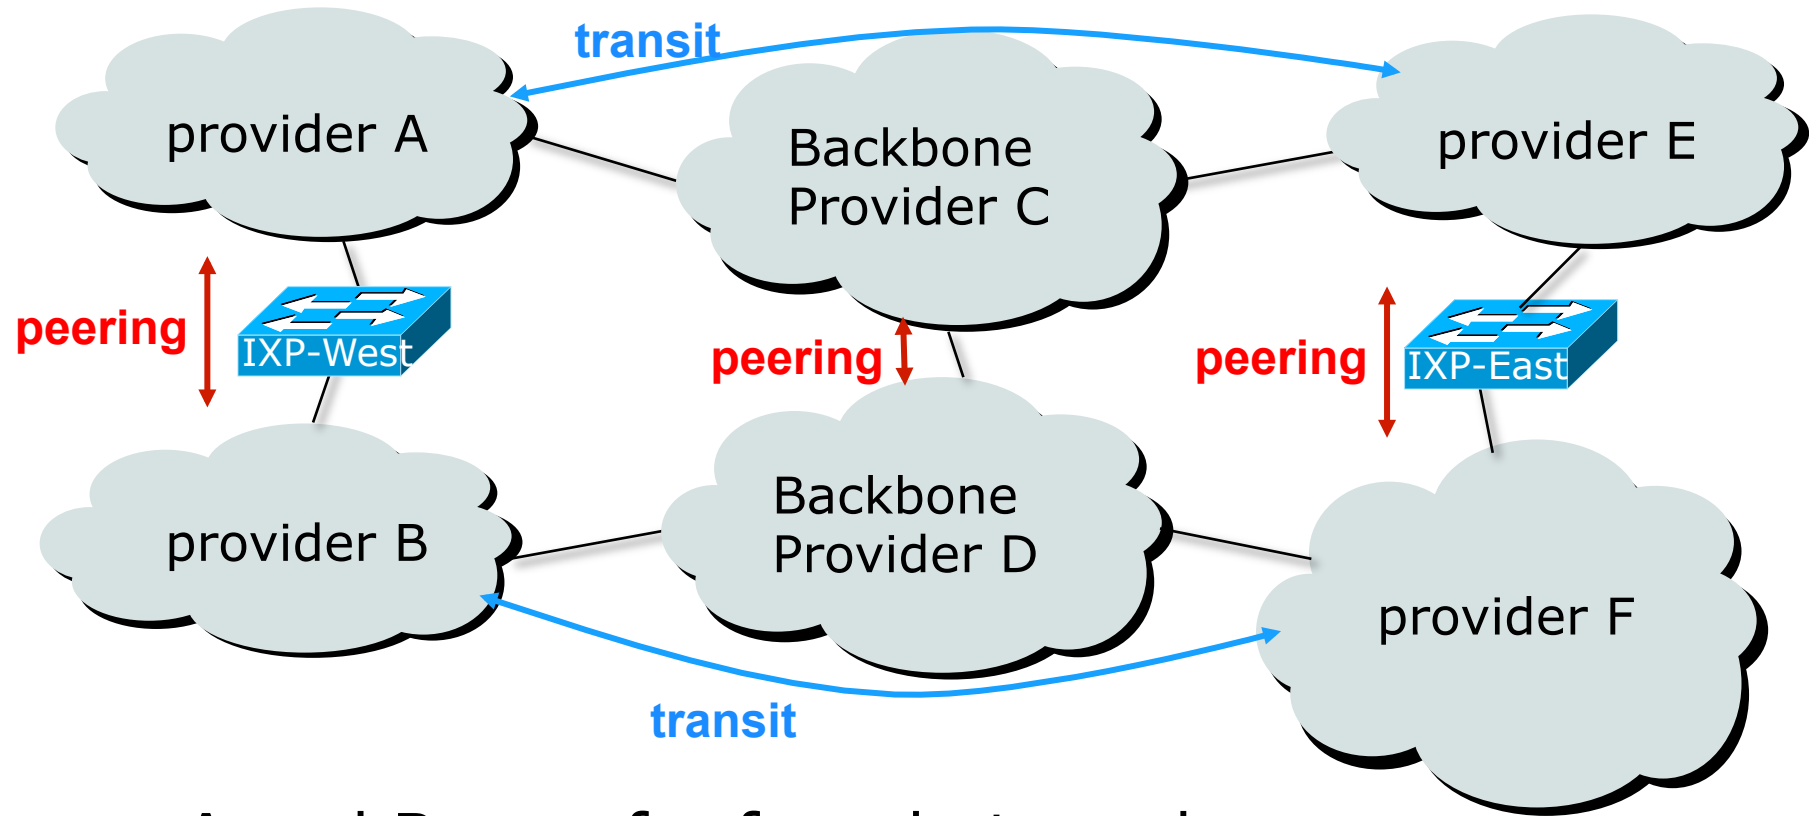 transit
provider A
Backbone
Provider C
provider E
peering
IXP-West
peering
peering
IXP-East
provider B
Backbone
Provider D
provider F
transit